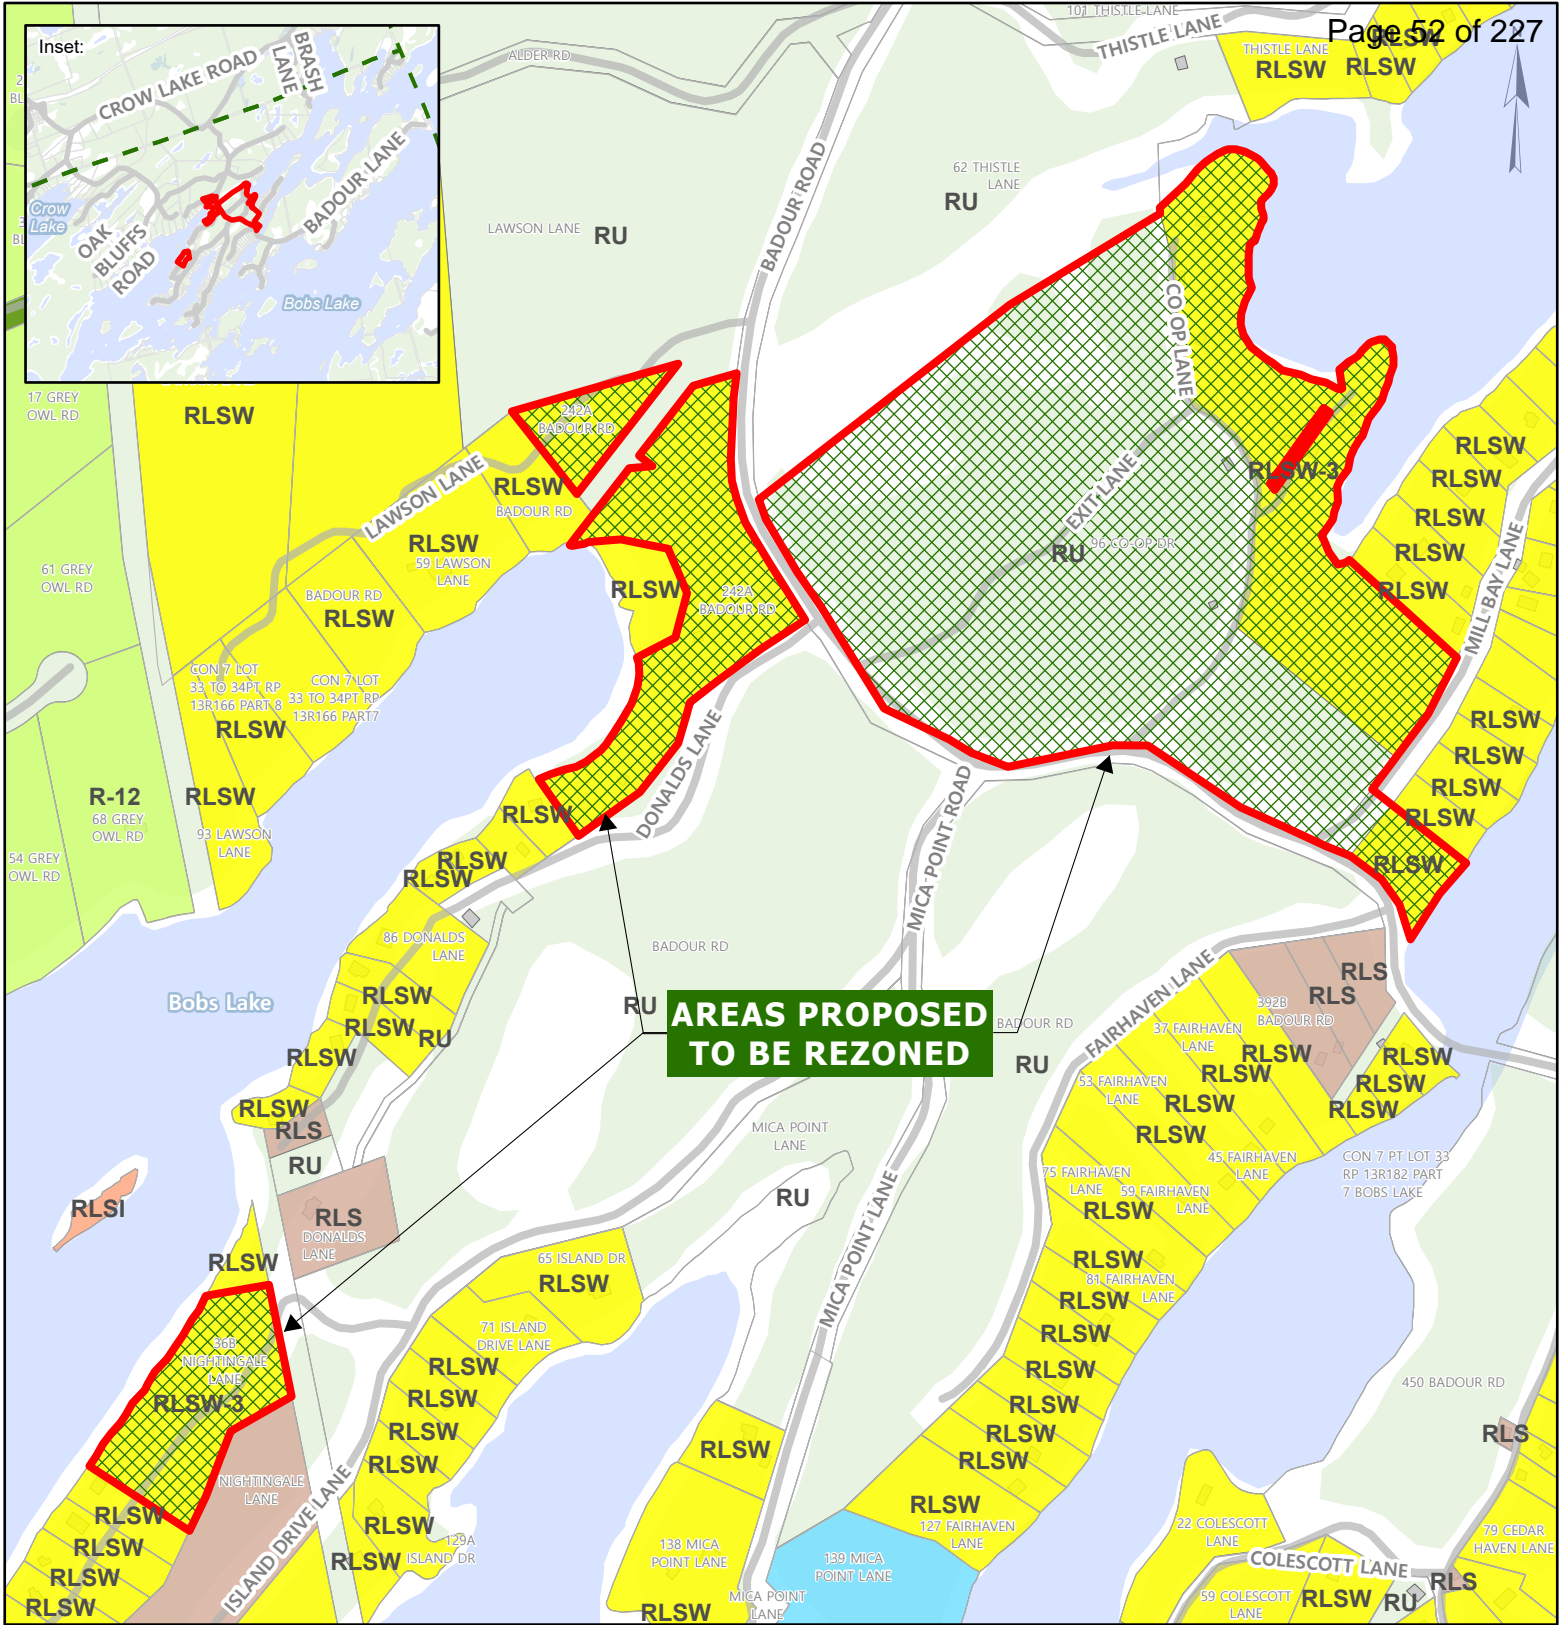 Page 52 of 227
Inset:
CROW LAKE ROAD
BRASH
LANE
BADOUR LANE
Crow
Lake
OAK
BLUFFS
ROAD
Bobs Lake
ALDER RD
101 THISTLE LANE
THISTLE LANE
THISTLE LANE
RLSW
RLSW
RLSW
62 THISTLE
LANE
RU
LAWSON LANE
RU
BADOUR ROAD
CO OP LANE
17 GREY
OWL RD
RLSW
242A
BADOUR RD
RLSW
BADOUR RD
LAWSON LANE
RLSW
59 LAWSON
LANE
RLSW-3
EXIT LANE
96 CO-OP DR
RU
RLSW
RLSW
RLSW
RLSW
RLSW
MILL BAY LANE
61 GREY
OWL RD
BADOUR RD
RLSW
RLSW
242A
BADOUR RD
CON 7 LOT
33 TO 34PT RP
13R166 PART 8
RLSW
CON 7 LOT
33 TO 34PT RP
13R166 PART7
RLSW
RLSW
RLSW
RLSW
R-12
68 GREY
OWL RD
RLSW
93 LAWSON
LANE
54 GREY
OWL RD
RLSW
DONALDS LANE
MICA POINT ROAD
RLSW
RLSW
RLSW
86 DONALDS
LANE
BADOUR RD
RU
Bobs Lake
RLSW
RLSW
RU
RLSW
AREAS PROPOSED
TO BE REZONED
BADOUR RD
RU
FAIRHAVEN LANE
RLS
RLS
392B
BADOUR RD
37 FAIRHAVEN
LANE
RLSW
RLSW
RLSW
RLSW
RLSW
RLSW
53 FAIRHAVEN
LANE
RLSW
RLSW
RLS
RU
MICA POINT
LANE
RU
75 FAIRHAVEN
LANE
45 FAIRHAVEN
LANE
59 FAIRHAVEN
LANE
RLSW
CON 7 PT LOT 33
RP 13R182 PART
7 BOBS LAKE
RLSI
RLS
DONALDS
LANE
RLSW
65 ISLAND DR
RLSW
MICA POINT LANE
RLSW
81 FAIRHAVEN
LANE
RLSW
RLSW
RLSW
RLSW
RLSW
RLSW
36B
NIGHTINGALE
LANE
RLSW-3
71 ISLAND
DRIVE LANE
RLSW
RLSW
RLSW
RLSW
450 BADOUR RD
RLS
RLSW
NIGHTINGALE
LANE
RLSW
RLSW
RLSW
RLSW
ISLAND DRIVE LANE
RLSW
RLSW
129A
ISLAND DR
138 MICA
POINT LANE
MICA POINT
LANE
RLSW
139 MICA
POINT LANE
RLSW
127 FAIRHAVEN
LANE
22 COLESCOTT
LANE
COLESCOTT LANE
59 COLESCOTT
LANE
RLSW
RU
RLS
79 CEDAR
HAVEN LANE